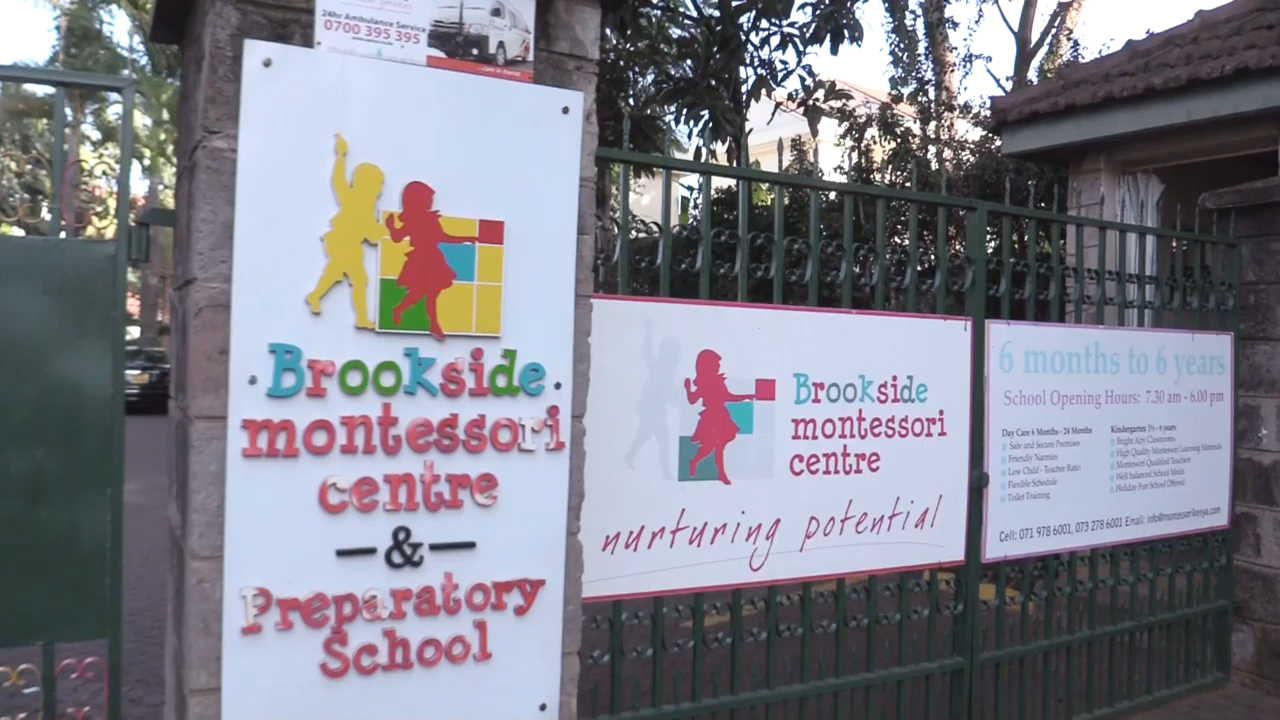 24hr Ambulance Service
0700 395 395
Brookside
montessori
centre
&
Preparatory
School
Brookside
montessori
centre
nurturing potential
6 months to 6 years
School Opening Hours: 7.30 am - 6.00 pm
Day Care 6 Months - 24 Months
Safe and Secure Premises
Friendly Nannies
Low Child - Teacher Ratio
Flexible Schedule
Toilet Training
Kindergarten 1½ - 6 years
Bright Airy Classrooms
High Quality Montessori Learning Materials
Montessori Qualified Teachers
Well balanced School Meals
Holiday Fun School Offered
Cell: 071 978 6001, 073 278 6001 Email: info@montessorikenya.com